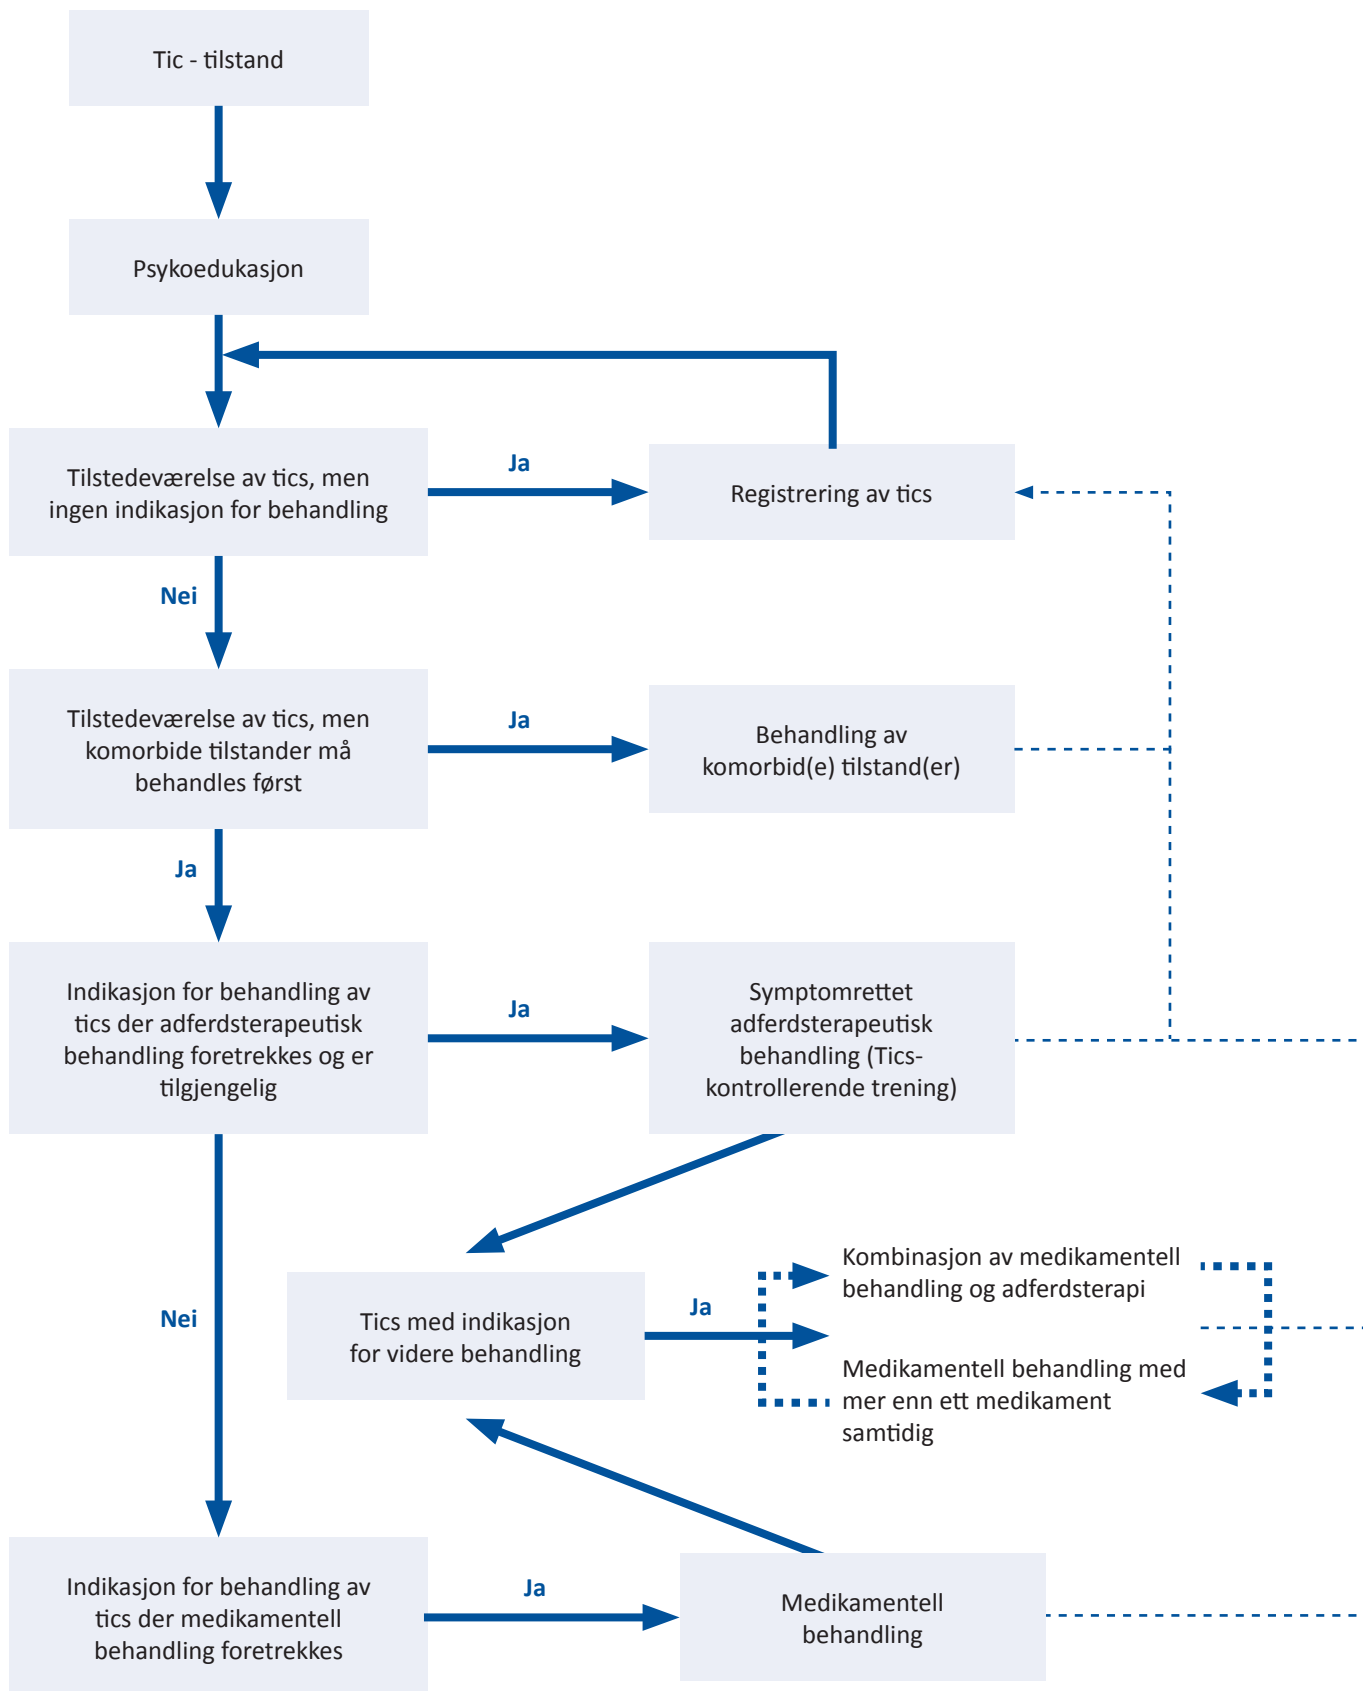 Tic - tilstand
Psykoedukasjon
Tilstedeværelse av tics, men
ingen indikasjon for behandling
Ja
Registrering av tics
Nei
Tilstedeværelse av tics, men
komorbide tilstander må
behandles først
Ja
Behandling av
komorbid(e) tilstand(er)
Ja
Indikasjon for behandling av
tics der adferdsterapeutisk
behandling foretrekkes og er
tilgjengelig
Ja
Symptomrettet
adferdsterapeutisk
behandling (Tics-
kontrollerende trening)
Nei
Tics med indikasjon
for videre behandling
Ja
Kombinasjon av medikamentell
behandling og adferdsterapi
Medikamentell behandling med
mer enn ett medikament
samtidig
Indikasjon for behandling av
tics der medikamentell
behandling foretrekkes
Ja
Medikamentell
behandling